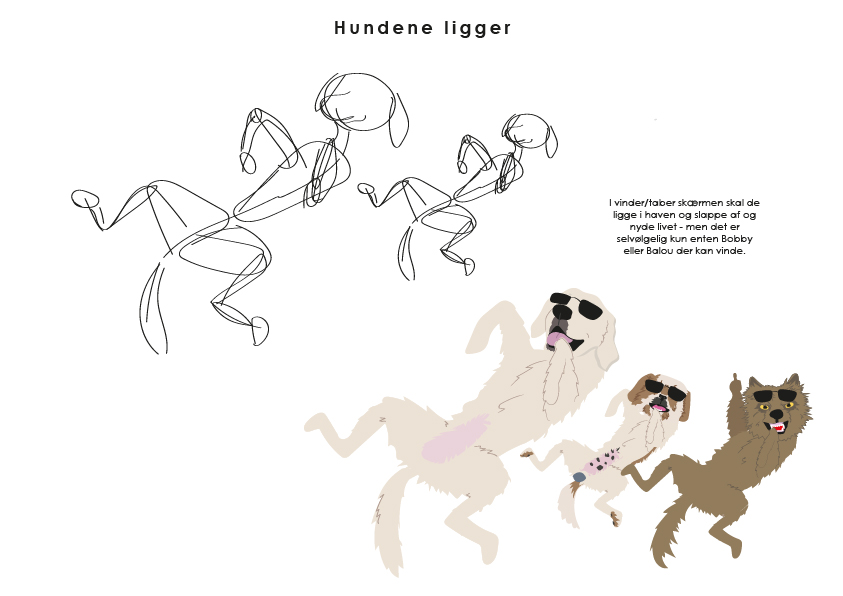 Hundene ligger
I vinder/taber skærmen skal de
ligge i haven og slappe af og
nyde livet - men det er
selvølgelig kun enten Bobby
eller Balou der kan vinde.